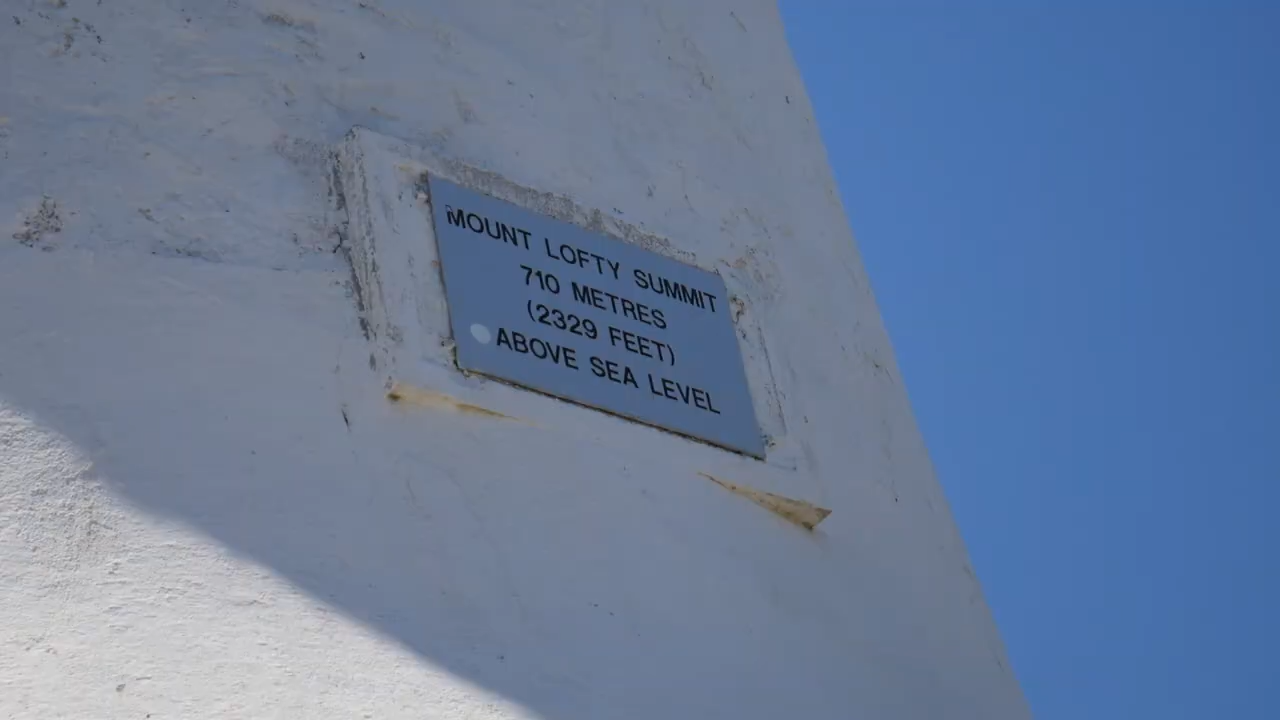 MOUNT LOFTY SUMMIT
710 METRES
(2329 FEET)
ABOVE SEA LEVEL